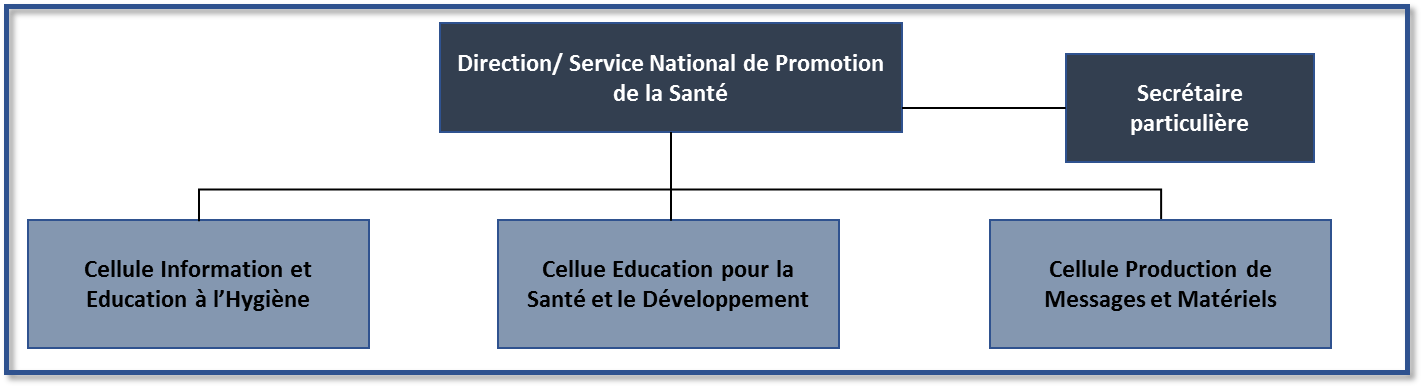 Direction/ Service National de Promotion
de la Santé
Secrétaire
particulière
Cellule Information et
Education à l’Hygiène
Cellue Education pour la
Santé et le Développement
Cellule Production de
Messages et Matériels